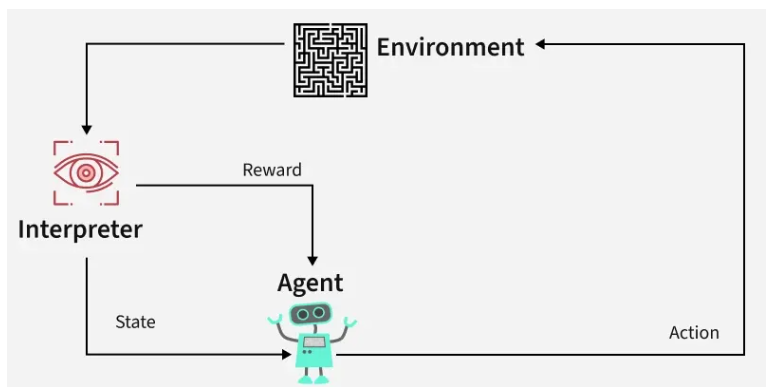 Environment
Reward
Interpreter
Agent
State
Action